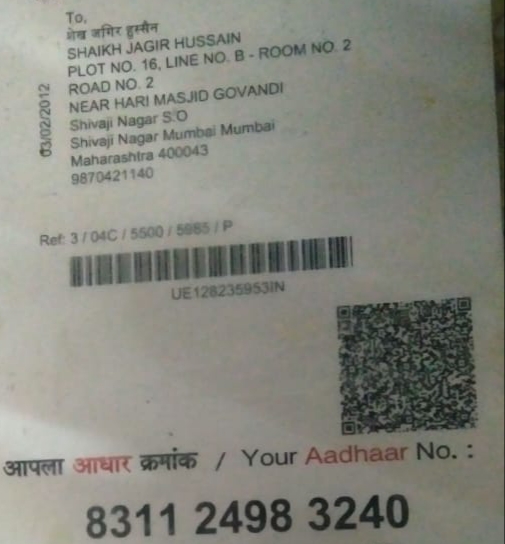 To,
शेख जगिर हुस्सैन
SHAIKH JAGIR HUSSAIN
PLOT NO. 16, LINE NO. B - ROOM NO. 2
ROAD NO. 2
NEAR HARI MASJID GOVANDI
Shivaji Nagar S.O
Shivaji Nagar Mumbai Mumbai
Maharashtra 400043
9870421140
03/02/2012
Ref: 3 / 04C / 5500 / 5985 / P
UE128235953IN
आपला आधार क्रमांक / Your Aadhaar No. :
8311 2498 3240